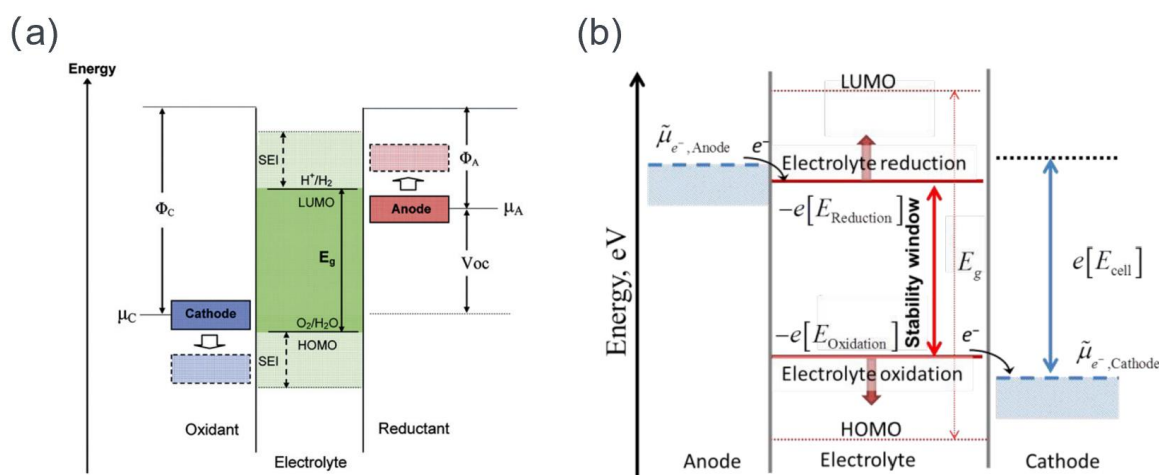 (a)
Energy
SEI
H⁺/H₂
LUMO
Φ_C
E_g
Φ_A
Anode
μ_A
Voc
μ_C
Cathode
O₂/H₂O
HOMO
SEI
Oxidant
Reductant
Electrolyte
(b)
Energy, eV
LUMO
μ̃_e⁻,Anode
e⁻
Electrolyte reduction
−e[E_Reduction]
Stability window
E_g
e[E_cell]
−e[E_Oxidation]
e⁻
μ̃_e⁻,Cathode
Electrolyte oxidation
HOMO
Anode
Electrolyte
Cathode